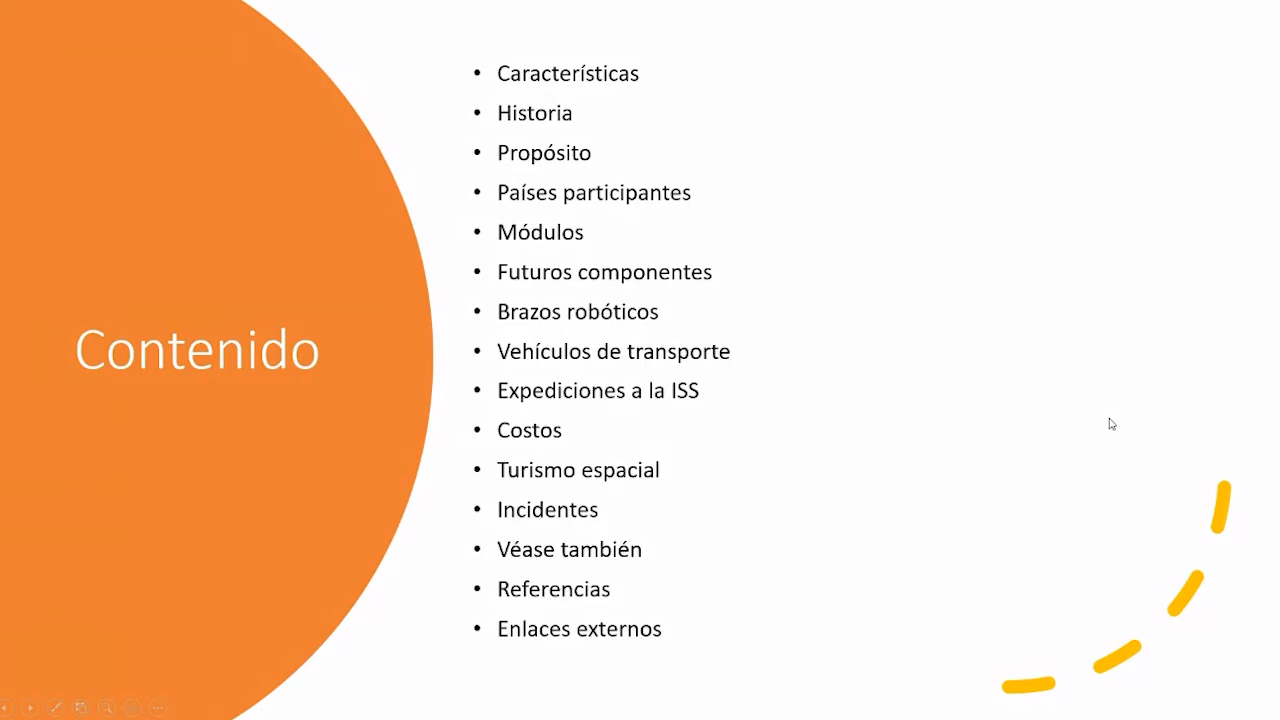 Contenido
• Características
• Historia
• Propósito
• Países participantes
• Módulos
• Futuros componentes
• Brazos robóticos
• Vehículos de transporte
• Expediciones a la ISS
• Costos
• Turismo espacial
• Incidentes
• Véase también
• Referencias
• Enlaces externos